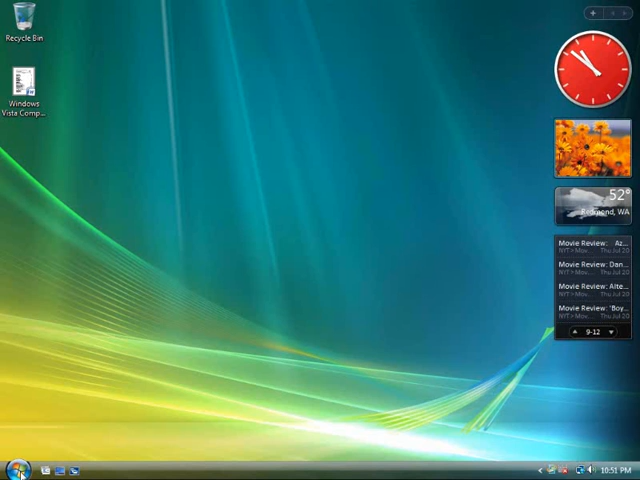 Recycle Bin
Windows
Vista Comp...
52°
Redmond, WA
Movie Review: Az...
NYT > Mov... Thu Jul 20
Movie Review: Dan...
NYT > Mov... Thu Jul 20
Movie Review: Alte...
NYT > Mov... Thu Jul 20
Movie Review: 'Boy...
NYT > Mov... Thu Jul 20
9-12
10:51 PM